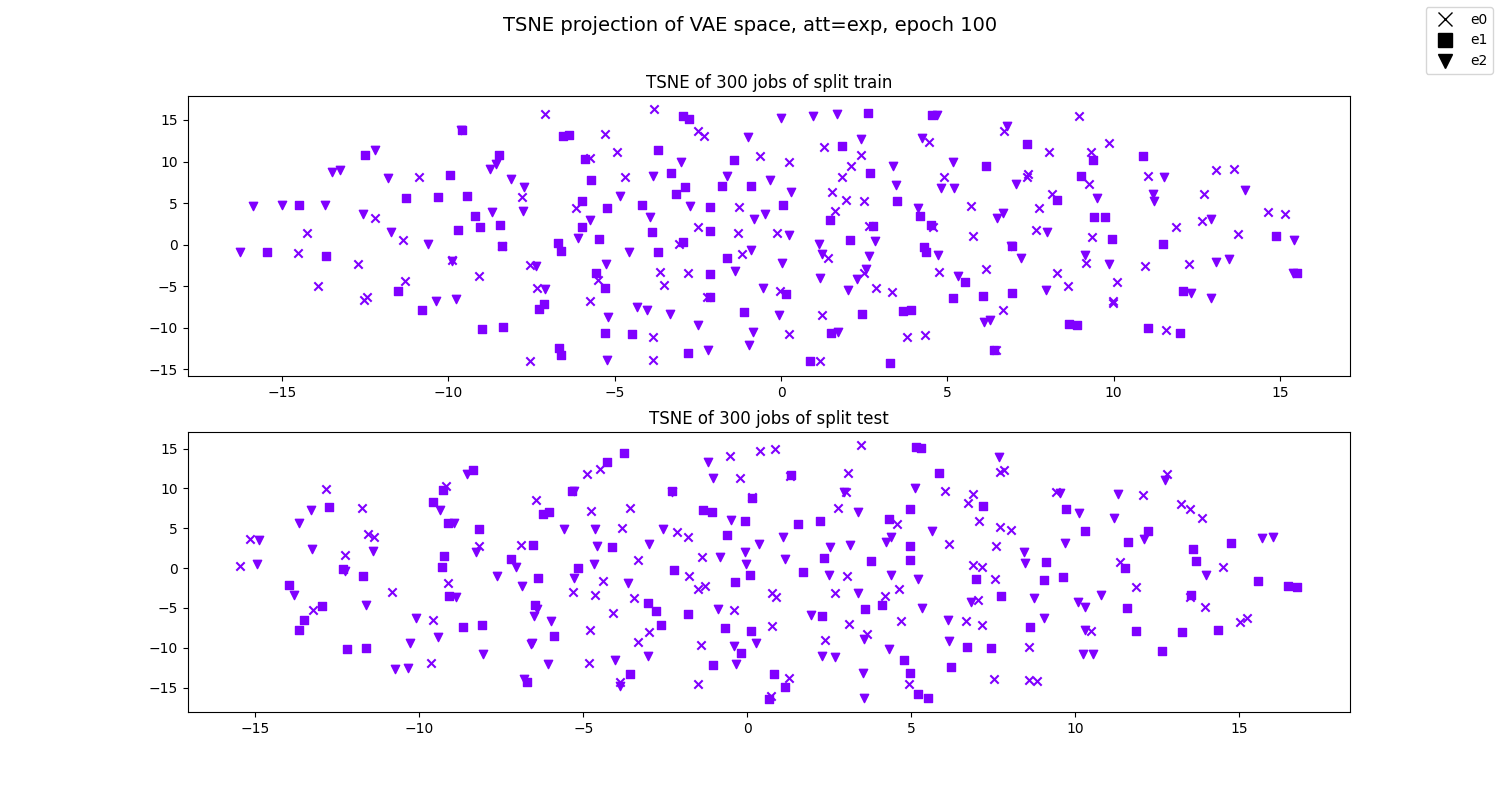 TSNE projection of VAE space, att=exp, epoch 100
e0
e1
e2
TSNE of 300 jobs of split train
15
10
5
0
−5
−10
−15
−15 −10 −5 0 5 10 15
TSNE of 300 jobs of split test
15
10
5
0
−5
−10
−15
−15 −10 −5 0 5 10 15